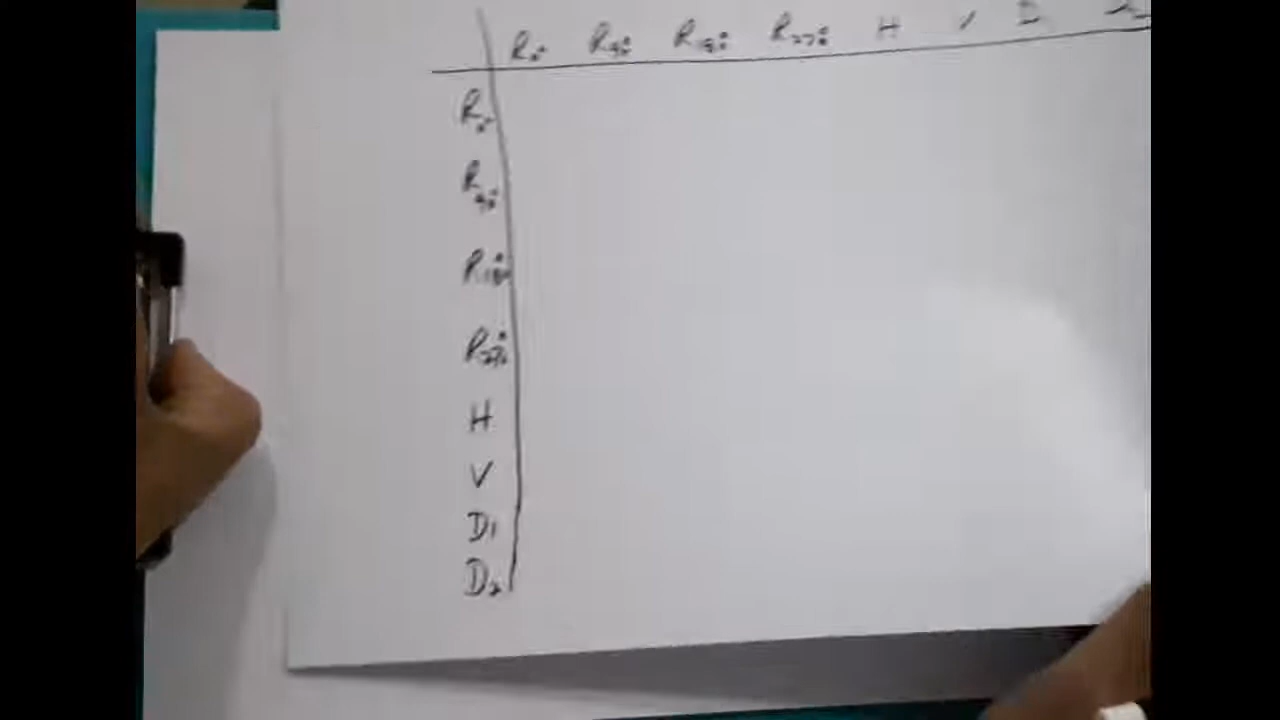 R₀° R₉₀° R₁₈₀° R₂₇₀° H V D
R₀°
R₉₀°
R₁₈₀°
R₂₇₀°
H
V
D₁
D₂